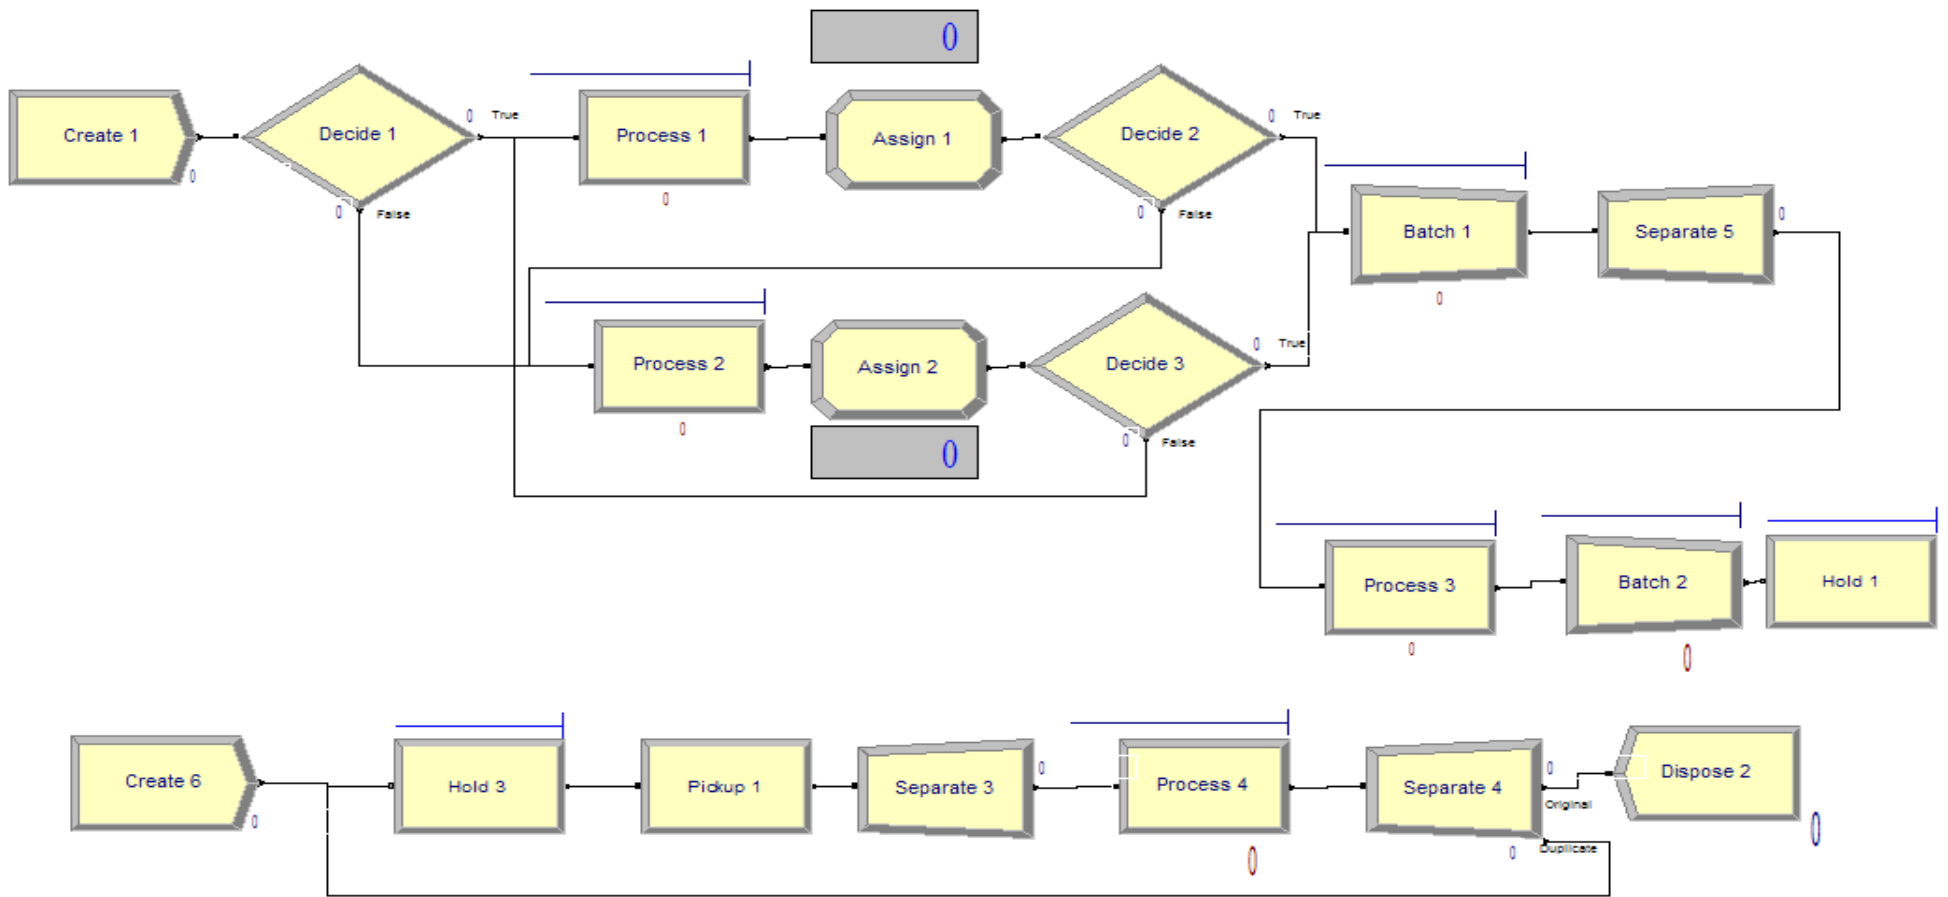 0
Create 1
0
Decide 1
0
True
0
False
Process 1
0
Assign 1
Decide 2
0
True
0
False
Batch 1
0
Separate 5
0
Process 2
0
Assign 2
0
Decide 3
0
True
0
False
Process 3
0
Batch 2
0
Hold 1
Create 6
0
Hold 3
Pickup 1
Separate 3
0
Process 4
0
Separate 4
0
Original
0
Duplicate
Dispose 2
0